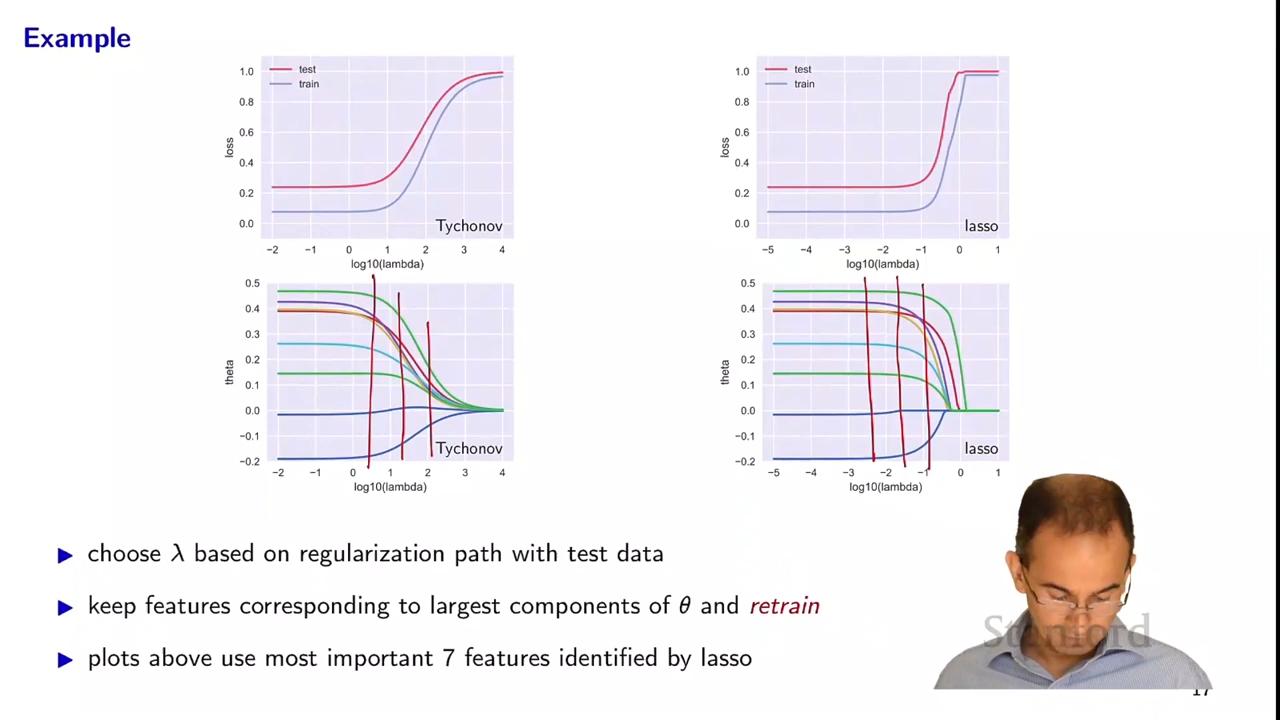 Example
1.0
0.8
0.6
0.4
0.2
0.0
loss
test
train
Tychonov
−2 −1 0 1 2 3 4
log10(lambda)
1.0
0.8
0.6
0.4
0.2
0.0
loss
test
train
lasso
−5 −4 −3 −2 −1 0 1
log10(lambda)
0.5
0.4
0.3
0.2
0.1
0.0
−0.1
−0.2
theta
Tychonov
−2 −1 0 1 2 3 4
log10(lambda)
0.5
0.4
0.3
0.2
0.1
0.0
−0.1
−0.2
theta
lasso
−5 −4 −3 −2 −1 0 1
log10(lambda)
▶ choose λ based on regularization path with test data
▶ keep features corresponding to largest components of θ and retrain
▶ plots above use most important 7 features identified by lasso
Stanford
17